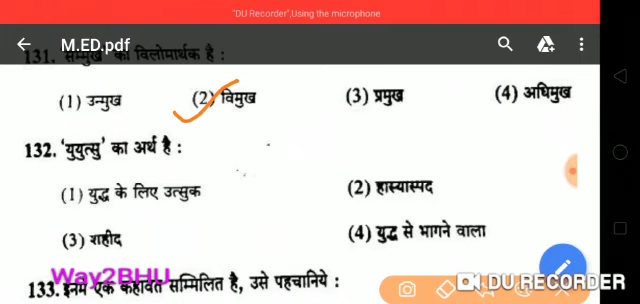 "DU Recorder",Using the microphone
M.ED.pdf
131. 'सम्मुख' का विलोमार्थक है :
(1) उन्मुख (2) विमुख (3) प्रमुख (4) अधिमुख
132. 'युयुत्सु' का अर्थ है :
(1) युद्ध के लिए उत्सुक (2) हास्यास्पद
(3) शहीद (4) युद्ध से भागने वाला
Way2BHU
133. इनमें एक कहावत सम्मिलित है, उसे पहचानिये :
DU RECORDER